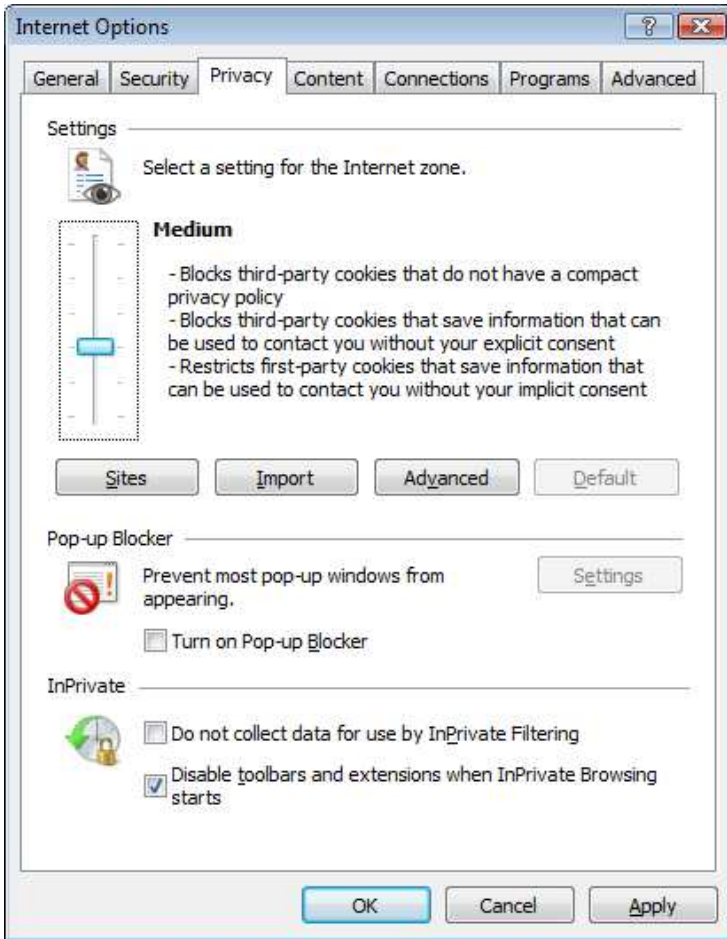 Internet Options
?
General Security Privacy Content Connections Programs Advanced
Settings
Select a setting for the Internet zone.
Medium
- Blocks third-party cookies that do not have a compact
privacy policy
- Blocks third-party cookies that save information that can
be used to contact you without your explicit consent
- Restricts first-party cookies that save information that
can be used to contact you without your implicit consent
Sites Import Advanced Default
Pop-up Blocker
Prevent most pop-up windows from
appearing.
Settings
Turn on Pop-up Blocker
InPrivate
Do not collect data for use by InPrivate Filtering
Disable toolbars and extensions when InPrivate Browsing
starts
OK Cancel Apply